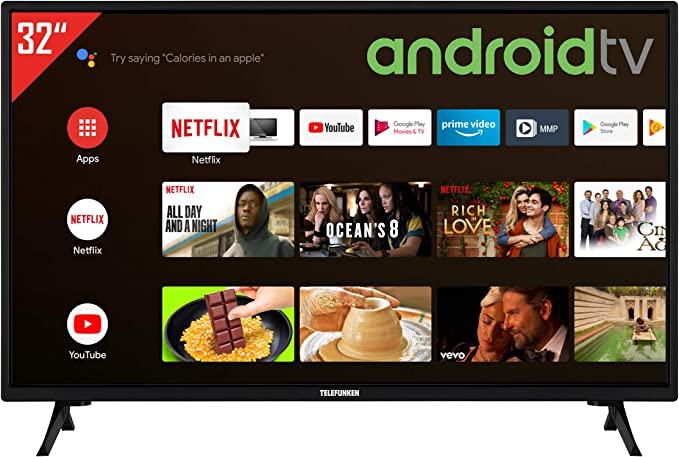 32“
Try saying "Calories in an apple"
androidtv
Apps
NETFLIX
YouTube
Google Play
Movies & TV
prime video
MMP
Google Play
Store
Netflix
NETFLIX
Netflix
NETFLIX
ALL DAY
AND A NIGHT
OCEAN'S 8
NETFLIX
RICH
IN
LOVE
YouTube
vevo
TELEFUNKEN